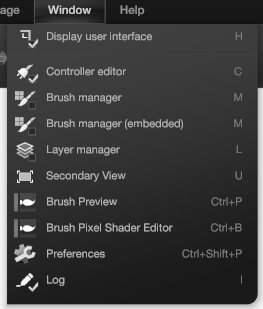 age Window Help
Display user interface H
Controller editor C
Brush manager M
Brush manager (embedded) M
Layer manager L
Secondary View U
Brush Preview Ctrl+P
Brush Pixel Shader Editor Ctrl+B
Preferences Ctrl+Shift+P
Log l